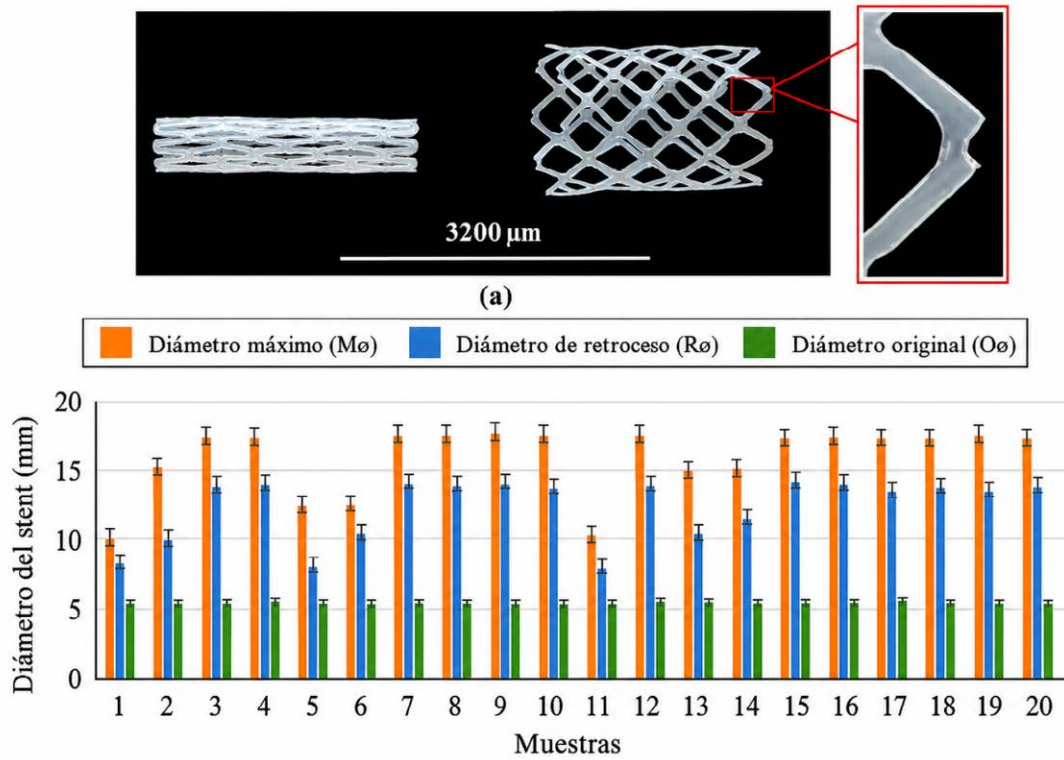 3200 µm
(a)
Diámetro máximo (Mø) Diámetro de retroceso (Rø) Diámetro original (Oø)
Diámetro del stent (mm)
20
15
10
5
0
1 2 3 4 5 6 7 8 9 10 11 12 13 14 15 16 17 18 19 20
Muestras